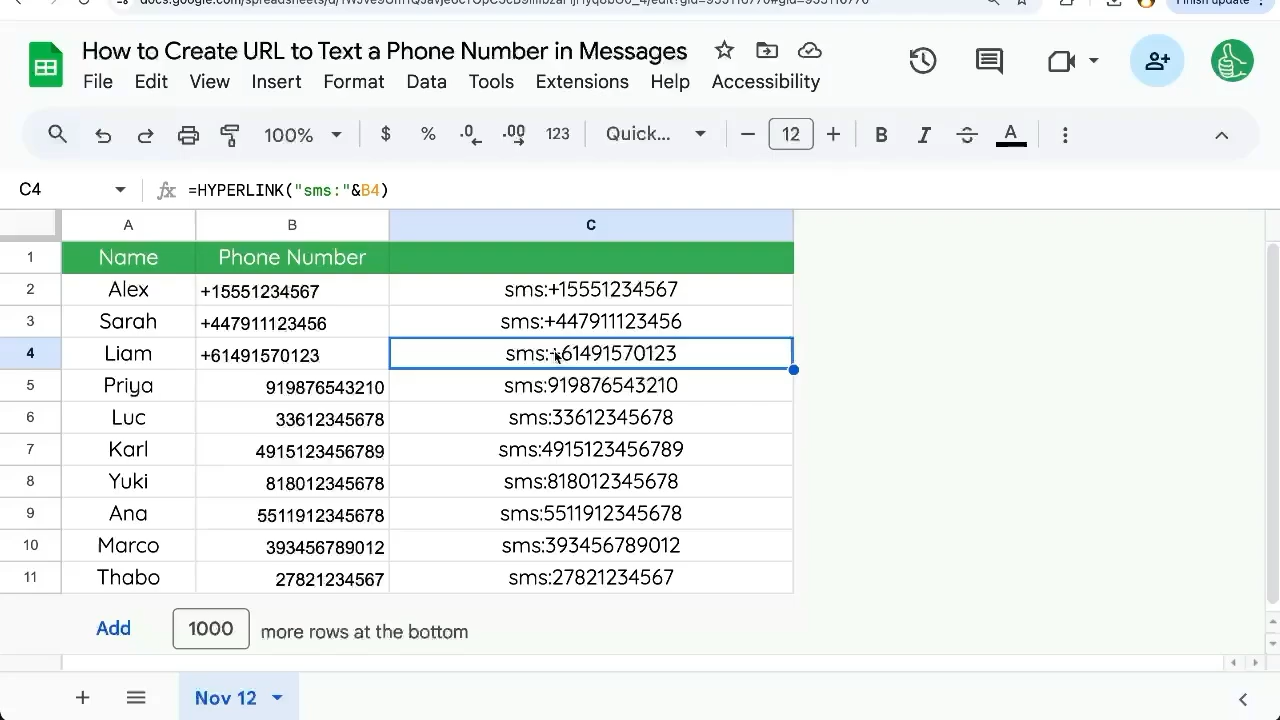 How to Create URL to Text a Phone Number in Messages
File Edit View Insert Format Data Tools Extensions Help Accessibility
100% $ % .0 .00 123 Quick... 12 B I S A
C4 fx =HYPERLINK("sms:"&B4)
A B C
1 Name Phone Number
2 Alex +15551234567 sms:+15551234567
3 Sarah +447911123456 sms:+447911123456
4 Liam +61491570123 sms:+61491570123
5 Priya 919876543210 sms:919876543210
6 Luc 33612345678 sms:33612345678
7 Karl 4915123456789 sms:4915123456789
8 Yuki 818012345678 sms:818012345678
9 Ana 5511912345678 sms:5511912345678
10 Marco 393456789012 sms:393456789012
11 Thabo 27821234567 sms:27821234567
Add 1000 more rows at the bottom
Nov 12